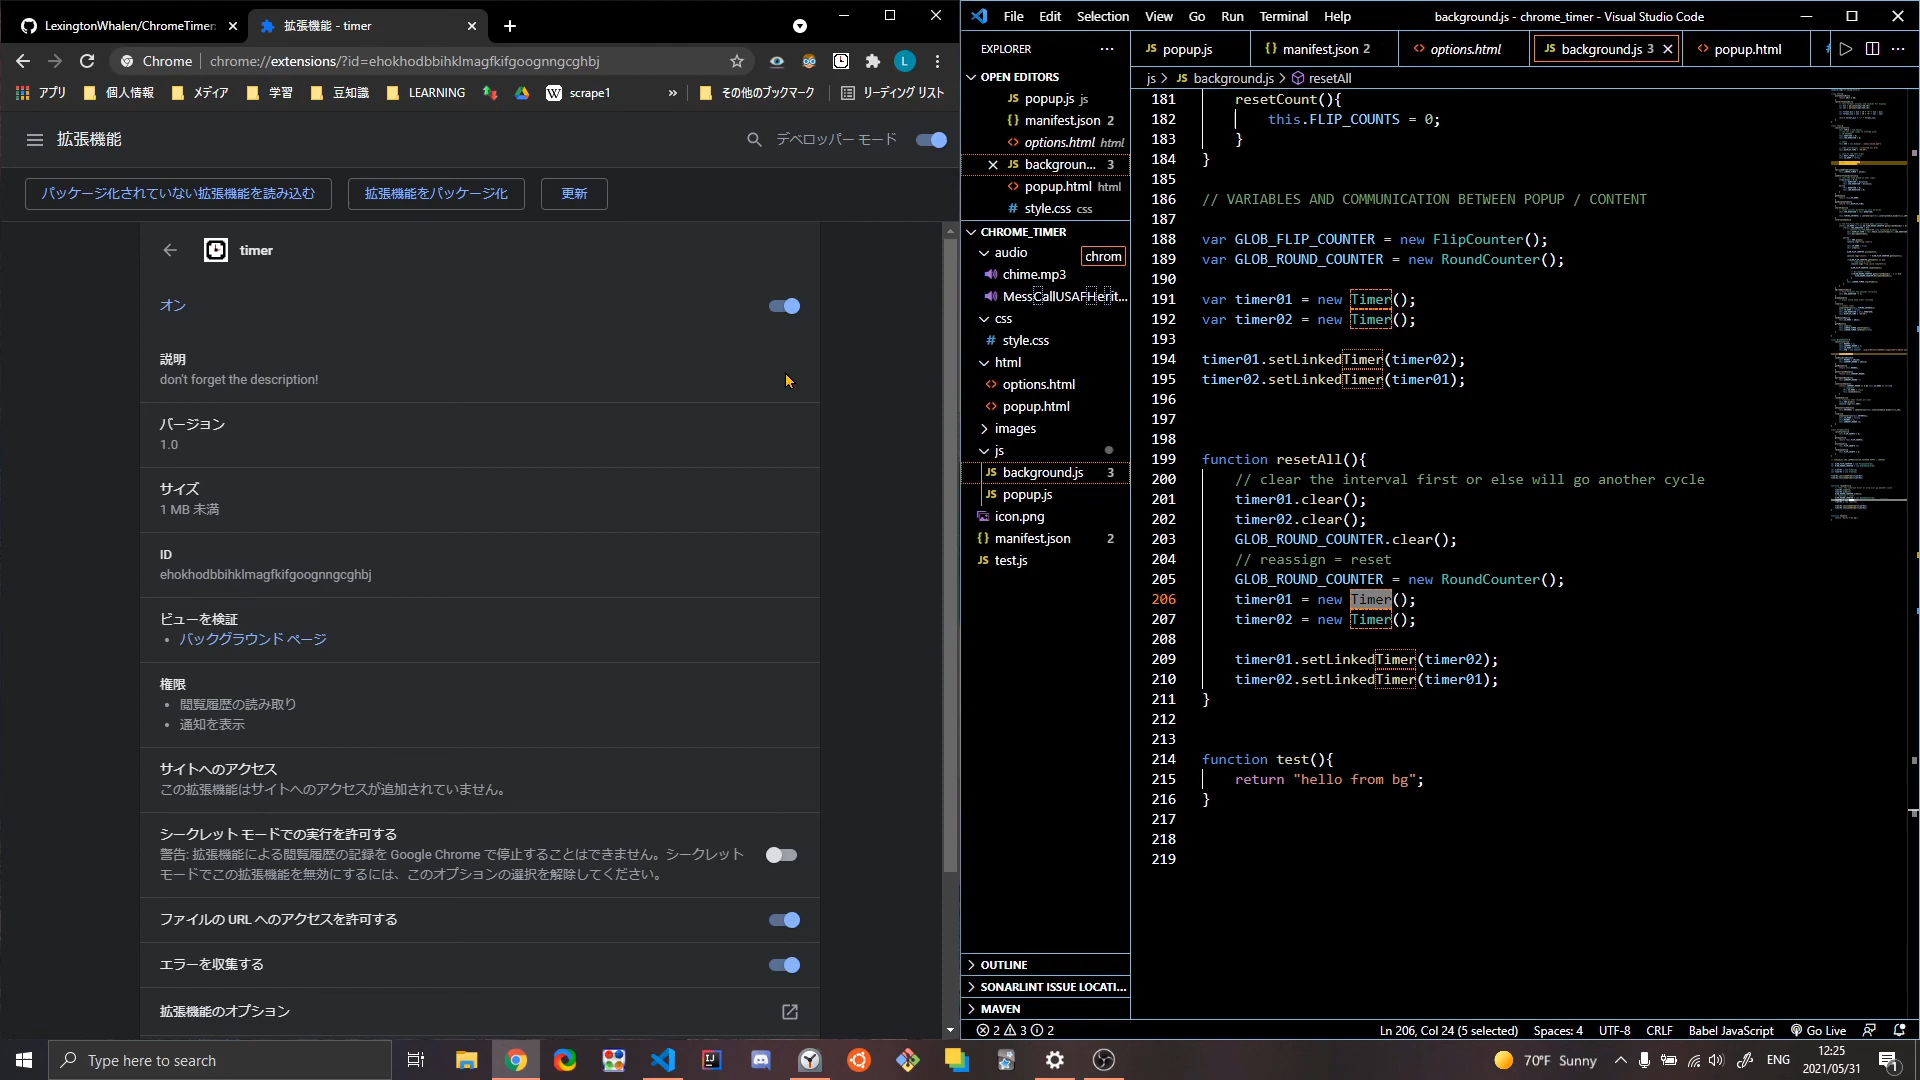 LexingtonWhalen/ChromeTimer:
拡張機能 - timer
Chrome
chrome://extensions/?id=ehokhodbbihklmagfkifgoognngcghbj
L
アプリ
個人情報
メディア
学習
豆知識
LEARNING
scrape1
»
その他のブックマーク
リーディング リスト
拡張機能
デベロッパー モード
パッケージ化されていない拡張機能を読み込む
拡張機能をパッケージ化
更新
timer
オン
説明
don't forget the description!
バージョン
1.0
サイズ
1 MB 未満
ID
ehokhodbbihklmagfkifgoognngcghbj
ビューを検証
• バックグラウンド ページ
権限
• 閲覧履歴の読み取り
• 通知を表示
サイトへのアクセス
この拡張機能はサイトへのアクセスが追加されていません。
シークレット モードでの実行を許可する
警告: 拡張機能による閲覧履歴の記録を Google Chrome で停止することはできません。シークレット
モードでこの拡張機能を無効にするには、このオプションの選択を解除してください。
ファイルの URL へのアクセスを許可する
エラーを収集する
拡張機能のオプション
File Edit Selection View Go Run Terminal Help
background.js - chrome_timer - Visual Studio Code
EXPLORER
OPEN EDITORS
JS popup.js js
{} manifest.json 2
<> options.html html
JS backgroun... 3
<> popup.html html
# style.css css
CHROME_TIMER
audio
chrom
chime.mp3
MessCallUSAFHerit...
css
# style.css
html
<> options.html
<> popup.html
images
js
JS background.js 3
JS popup.js
icon.png
{} manifest.json 2
JS test.js
OUTLINE
SONARLINT ISSUE LOCATI...
MAVEN
JS popup.js
{} manifest.json 2
<> options.html
JS background.js 3
<> popup.html
#
js > JS background.js > resetAll
181 resetCount(){
182 this.FLIP_COUNTS = 0;
183 }
184 }
185
186 // VARIABLES AND COMMUNICATION BETWEEN POPUP / CONTENT
187
188 var GLOB_FLIP_COUNTER = new FlipCounter();
189 var GLOB_ROUND_COUNTER = new RoundCounter();
190
191 var timer01 = new Timer();
192 var timer02 = new Timer();
193
194 timer01.setLinkedTimer(timer02);
195 timer02.setLinkedTimer(timer01);
196
197
198
199 function resetAll(){
200 // clear the interval first or else will go another cycle
201 timer01.clear();
202 timer02.clear();
203 GLOB_ROUND_COUNTER.clear();
204 // reassign = reset
205 GLOB_ROUND_COUNTER = new RoundCounter();
206 timer01 = new Timer();
207 timer02 = new Timer();
208
209 timer01.setLinkedTimer(timer02);
210 timer02.setLinkedTimer(timer01);
211 }
212
213
214 function test(){
215 return "hello from bg";
216 }
217
218
219
2 3 2
Ln 206, Col 24 (5 selected) Spaces: 4 UTF-8 CRLF Babel JavaScript Go Live
Type here to search
70°F Sunny
ENG
12:25
2021/05/31
1